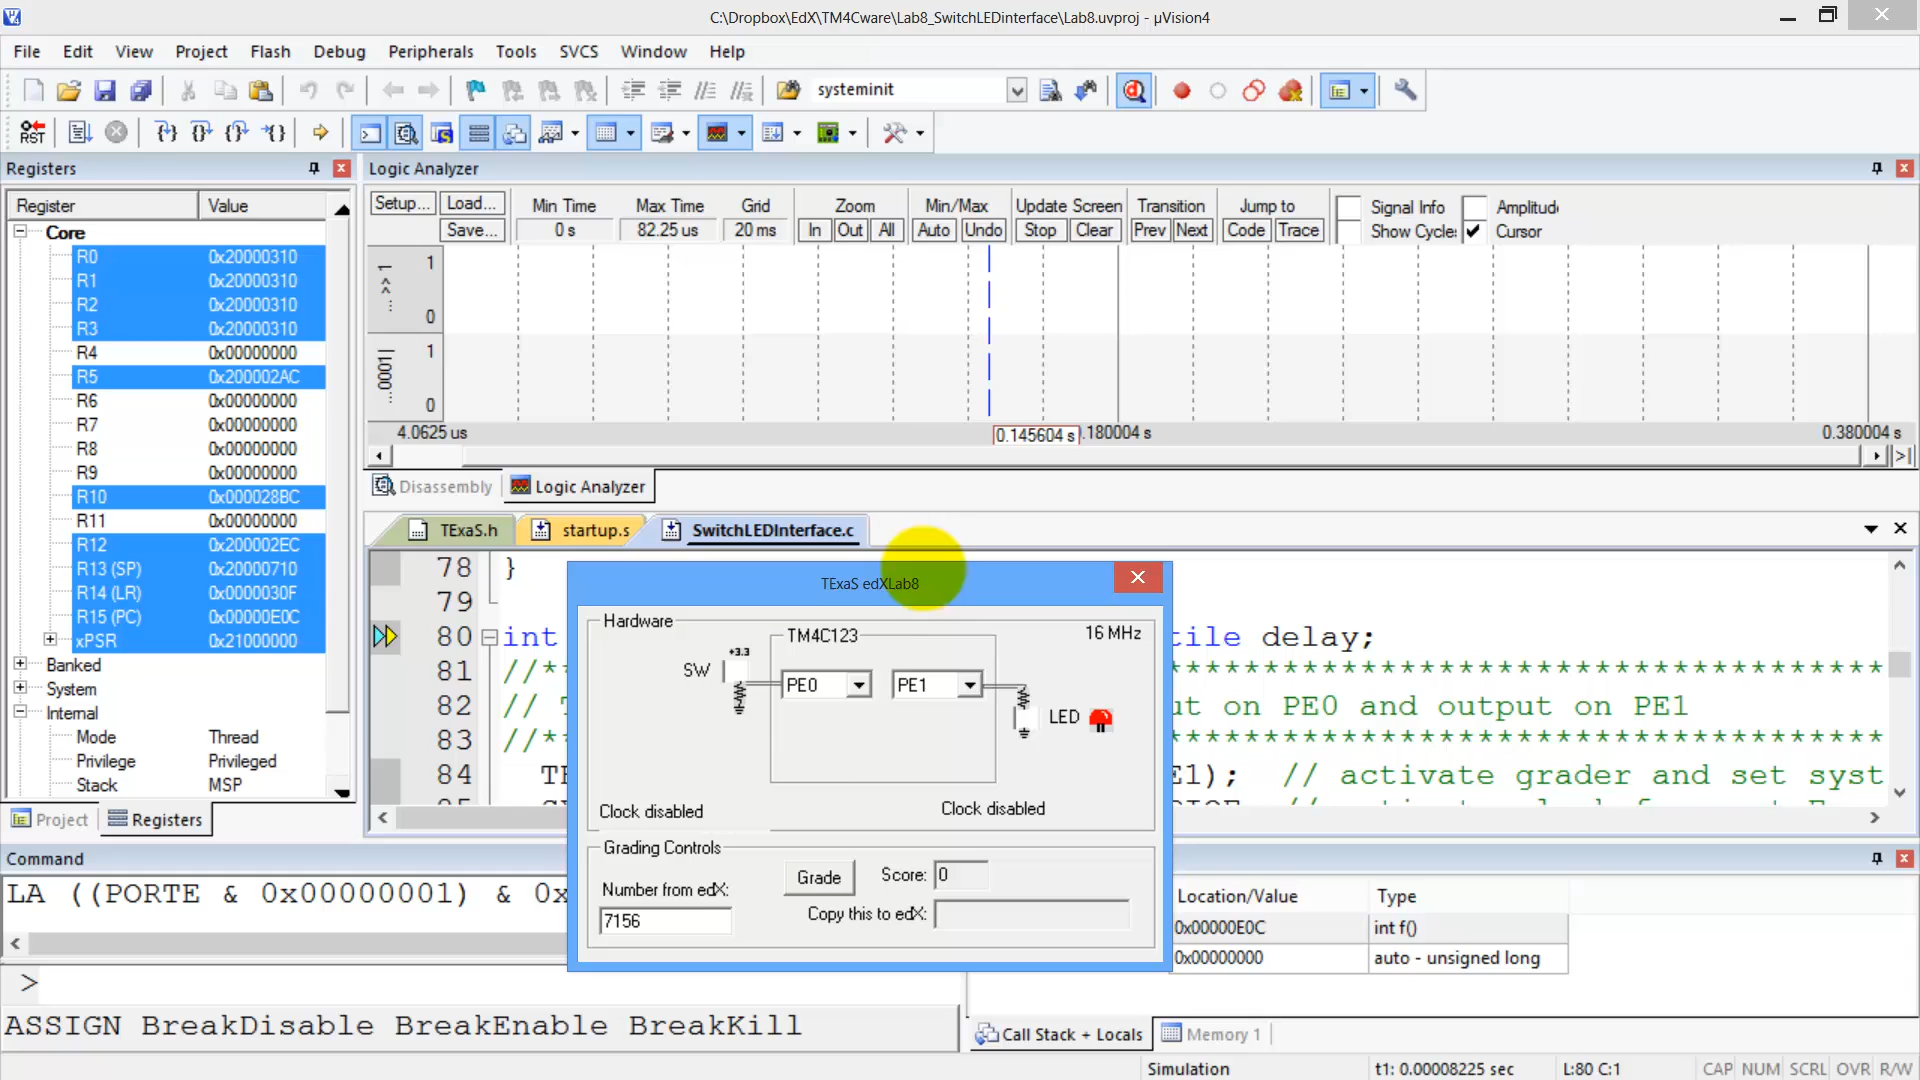 C:\Dropbox\EdX\TM4Cware\Lab8_SwitchLEDinterface\Lab8.uvproj - µVision4
File Edit View Project Flash Debug Peripherals Tools SVCS Window Help
systeminit
RST
Registers
Register Value
Core
R0 0x20000310
R1 0x20000310
R2 0x20000310
R3 0x20000310
R4 0x00000000
R5 0x200002AC
R6 0x00000000
R7 0x00000000
R8 0x00000000
R9 0x00000000
R10 0x000028BC
R11 0x00000000
R12 0x200002EC
R13 (SP) 0x20000710
R14 (LR) 0x0000030F
R15 (PC) 0x00000E0C
xPSR 0x21000000
Banked
System
Internal
Mode Thread
Privilege Privileged
Stack MSP
Project Registers
Logic Analyzer
Setup... Load... Min Time Max Time Grid Zoom Min/Max Update Screen Transition Jump to Signal Info Amplitude
Save... 0 s 82.25 us 20 ms In Out All Auto Undo Stop Clear Prev Next Code Trace Show Cycles Cursor
1
0
1
0
4.0625 us 0.145604 s .180004 s 0.380004 s
Disassembly Logic Analyzer
TExaS.h startup.s SwitchLEDInterface.c
78 }
79
80 int tile delay;
81 //** *****************************************
82 // T ut on PE0 and output on PE1
83 //** *****************************************
84 TE E1); // activate grader and set syst
TExaS edXLab8
Hardware
TM4C123
16 MHz
+3.3
SW
PE0 PE1
LED
Clock disabled Clock disabled
Grading Controls
Number from edX:
7156
Grade Score: 0
Copy this to edX:
Command
LA ((PORTE & 0x00000001) & 0x
>
ASSIGN BreakDisable BreakEnable BreakKill
Location/Value Type
0x00000E0C int f()
0x00000000 auto - unsigned long
Call Stack + Locals Memory 1
Simulation t1: 0.00008225 sec L:80 C:1 CAP NUM SCRL OVR R/W